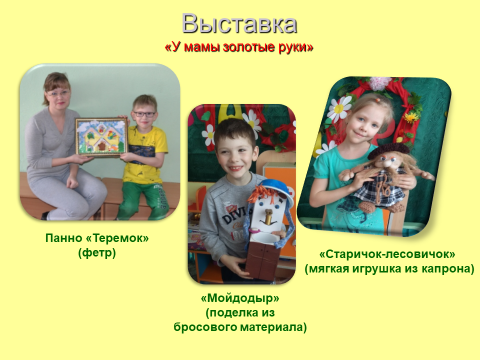 Выставка
«У мамы золотые руки»
Панно «Теремок»
(фетр)
«Мойдодыр»
(поделка из
бросового материала)
«Старичок-лесовичок»
(мягкая игрушка из капрона)